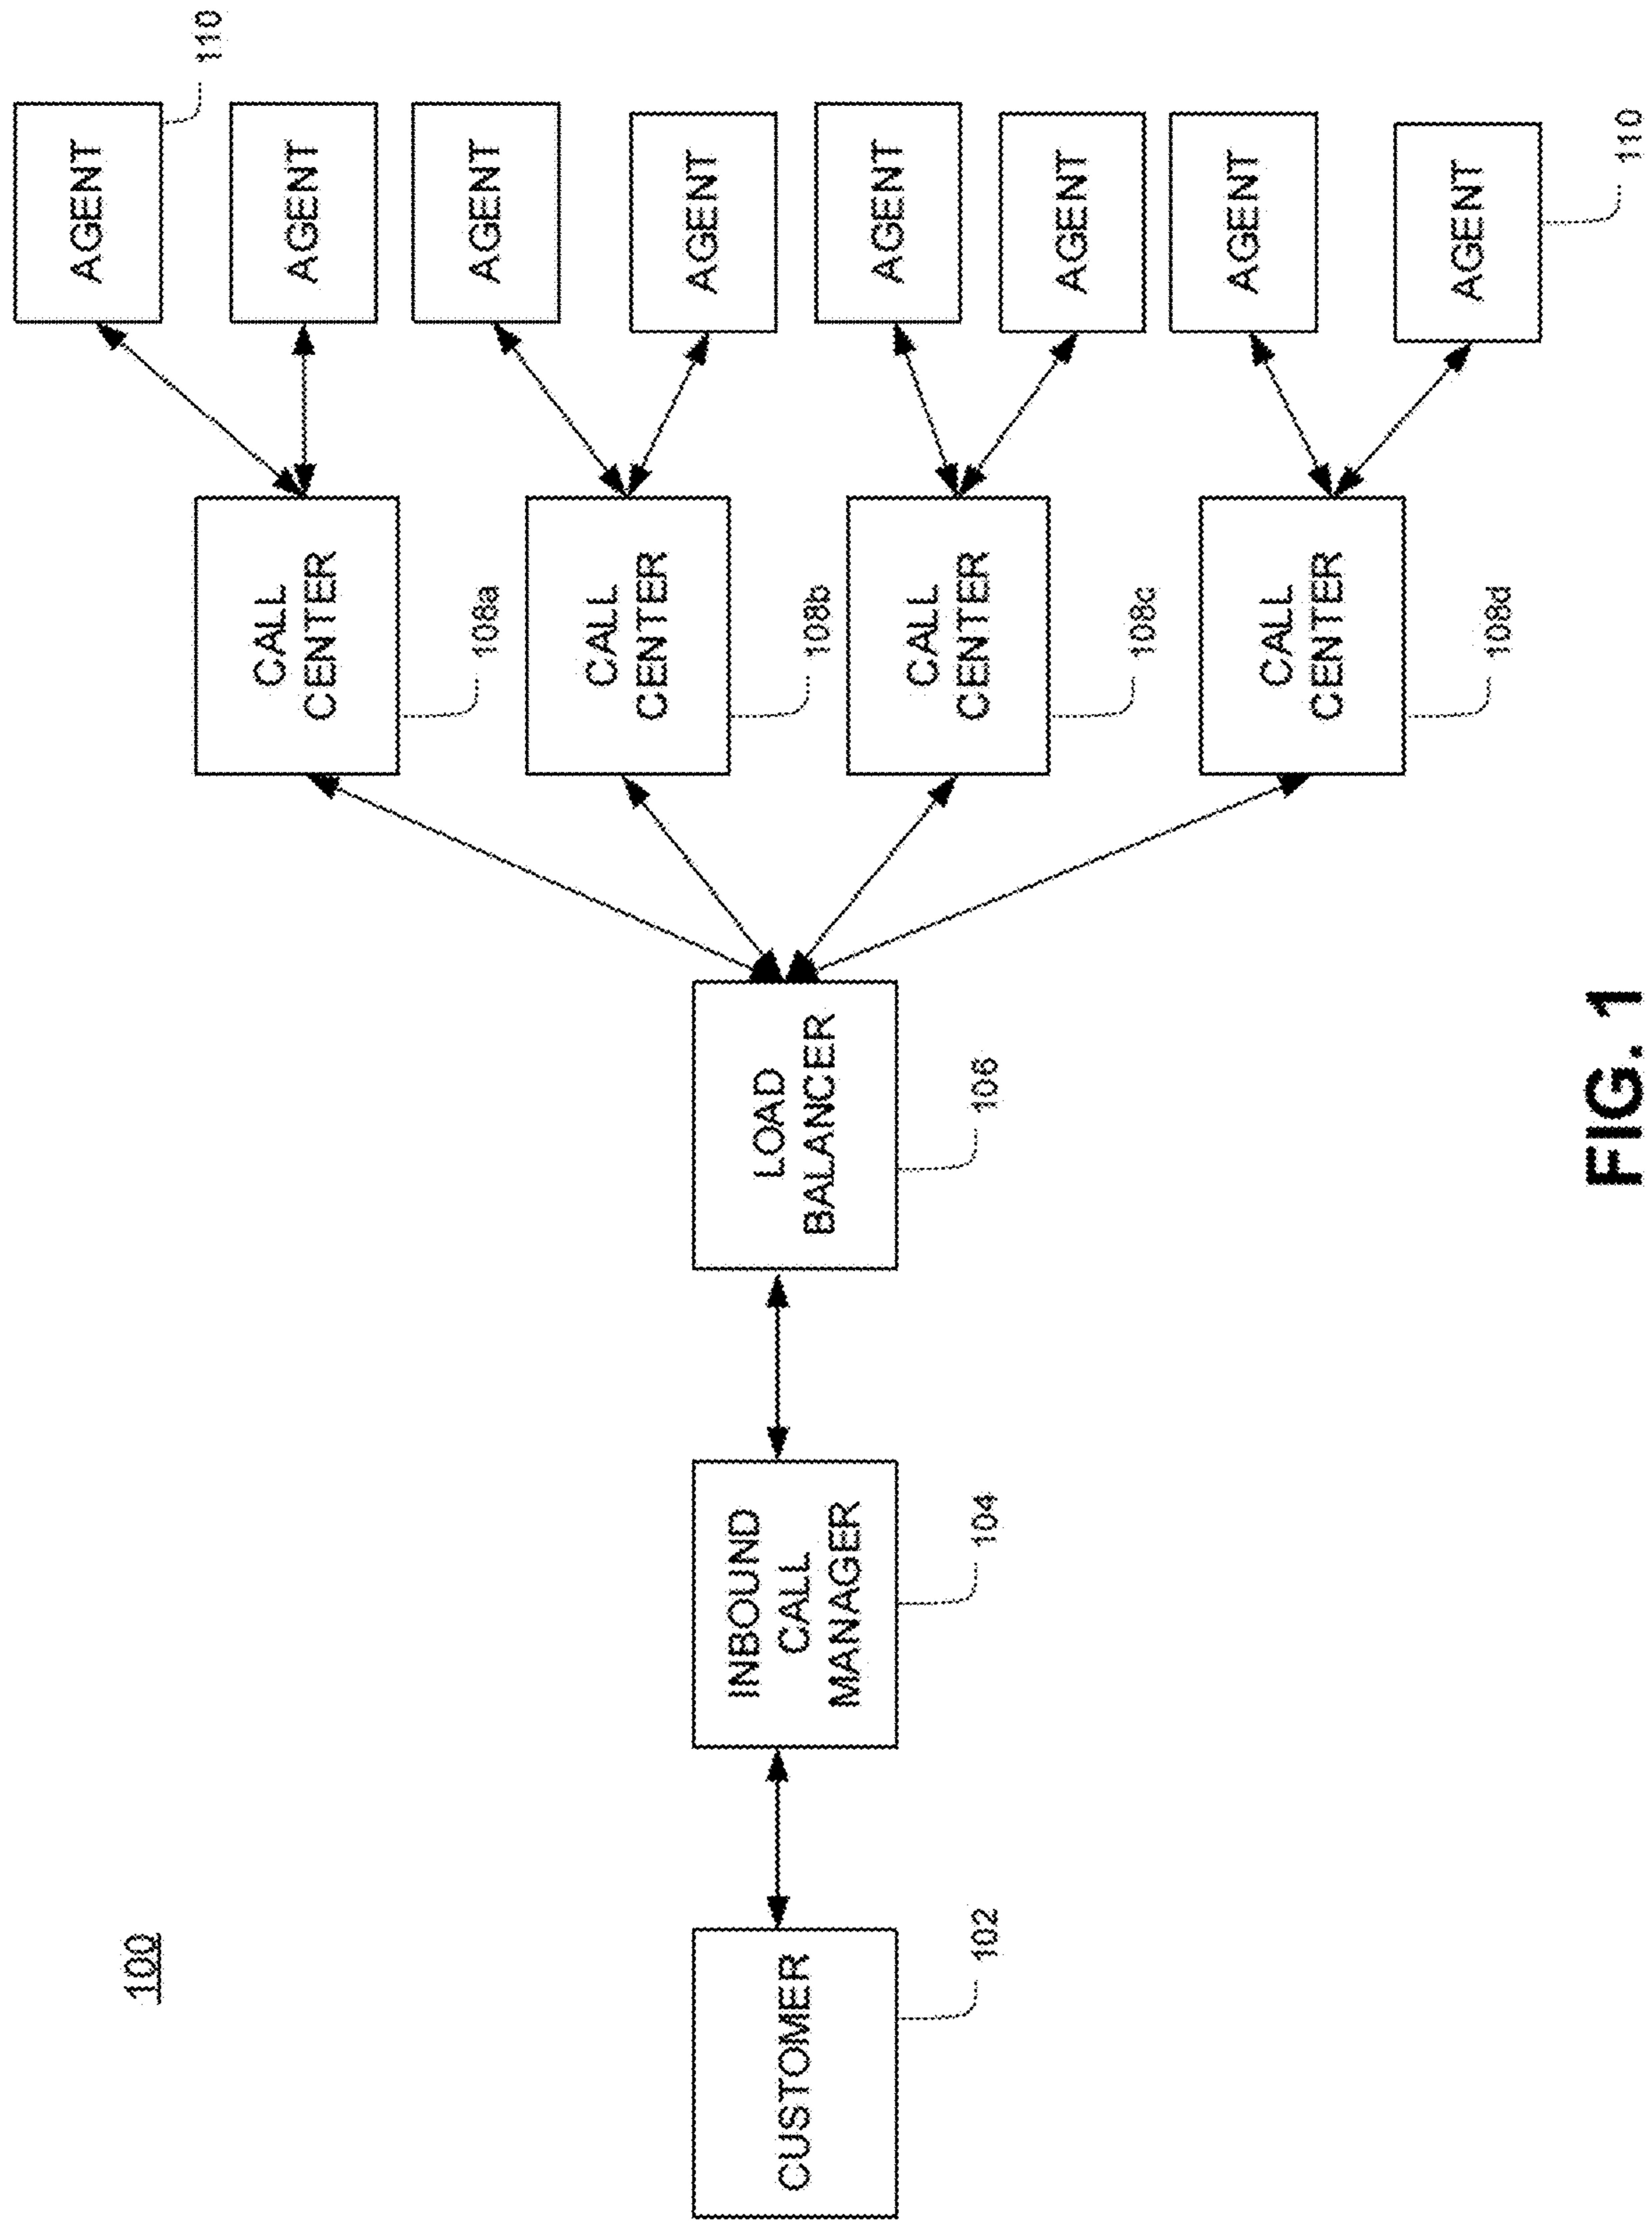 100
CUSTOMER
102
INBOUND
CALL
MANAGER
104
LOAD
BALANCER
106
CALL
CENTER
108a
CALL
CENTER
108b
CALL
CENTER
108c
CALL
CENTER
108d
AGENT
110
AGENT
AGENT
AGENT
AGENT
AGENT
AGENT
AGENT
110
FIG. 1